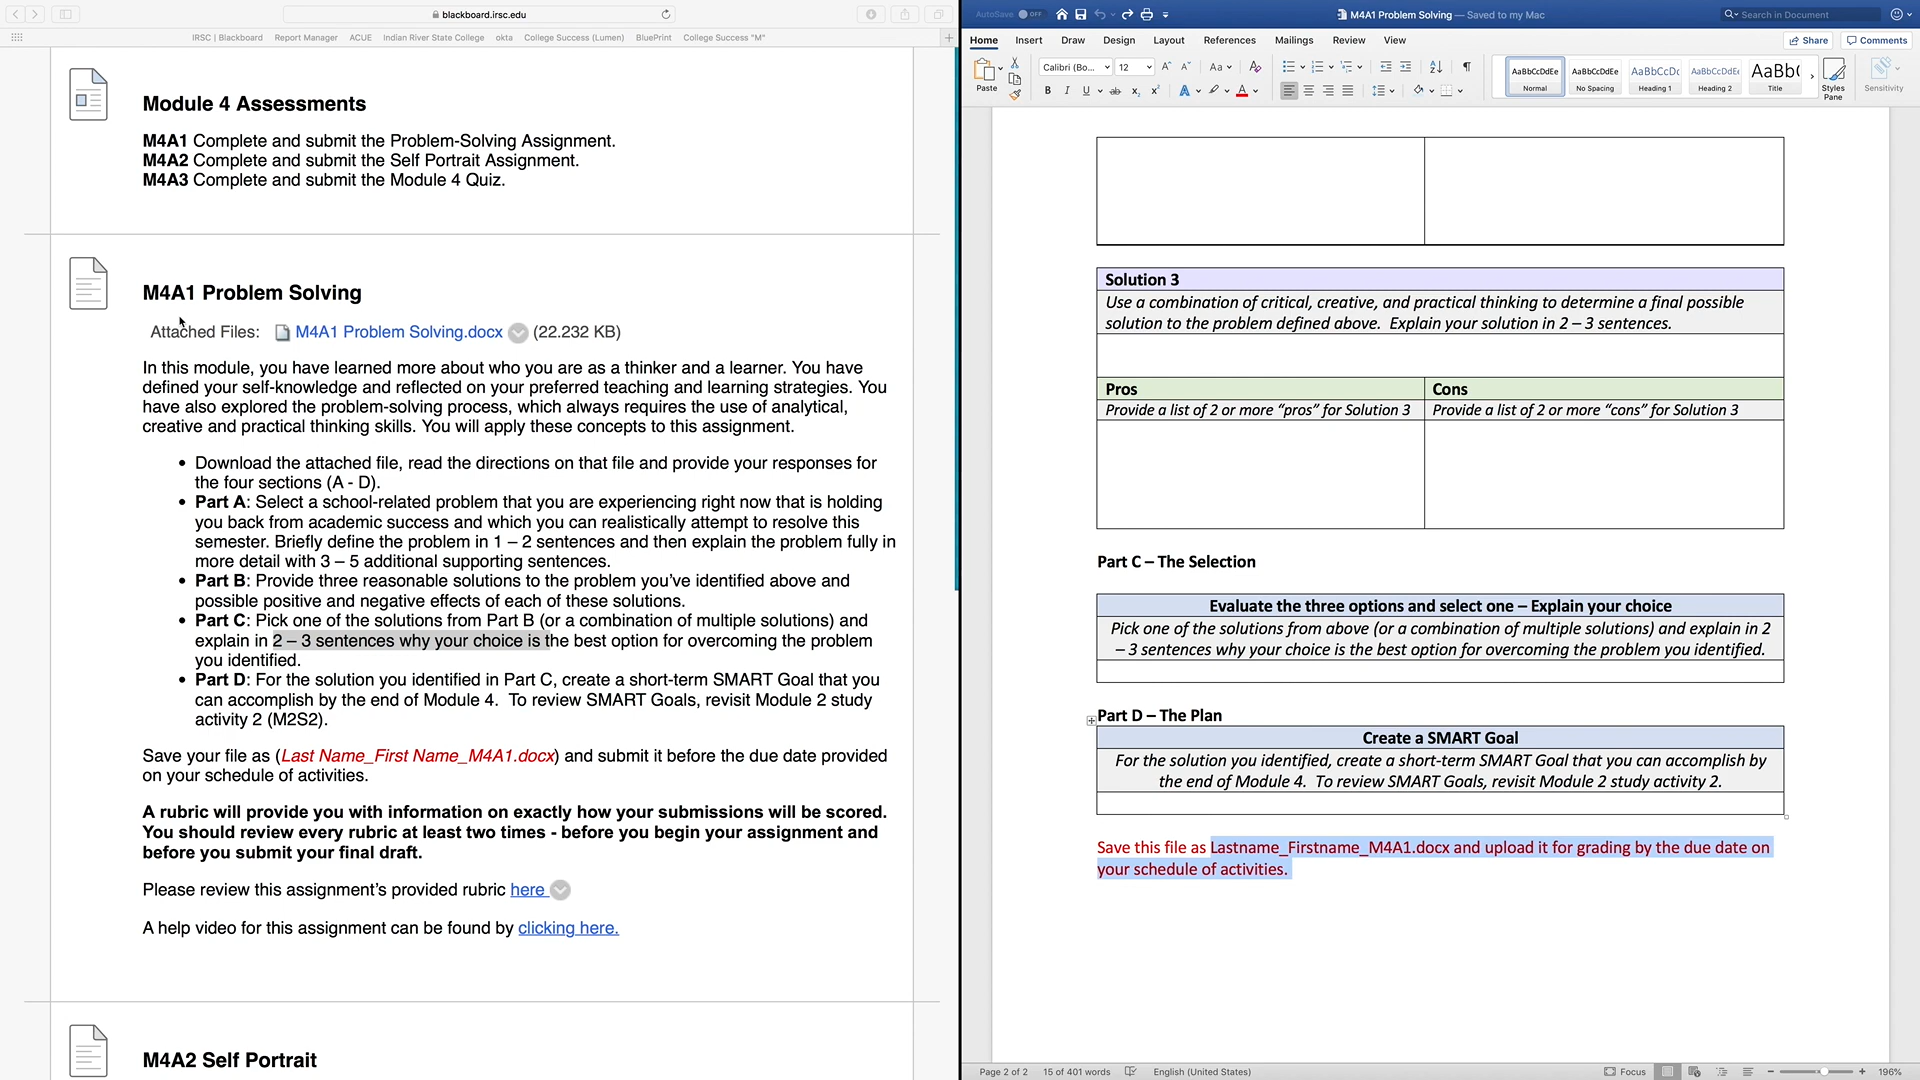 blackboard.irsc.edu
IRSC | Blackboard
Report Manager
ACUE
Indian River State College
okta
College Success (Lumen)
BluePrint
College Success "M"
Module 4 Assessments
M4A1 Complete and submit the Problem-Solving Assignment.
M4A2 Complete and submit the Self Portrait Assignment.
M4A3 Complete and submit the Module 4 Quiz.
M4A1 Problem Solving
Attached Files: M4A1 Problem Solving.docx (22.232 KB)
In this module, you have learned more about who you are as a thinker and a learner. You have
defined your self-knowledge and reflected on your preferred teaching and learning strategies. You
have also explored the problem-solving process, which always requires the use of analytical,
creative and practical thinking skills. You will apply these concepts to this assignment.
• Download the attached file, read the directions on that file and provide your responses for
the four sections (A - D).
• Part A: Select a school-related problem that you are experiencing right now that is holding
you back from academic success and which you can realistically attempt to resolve this
semester. Briefly define the problem in 1 – 2 sentences and then explain the problem fully in
more detail with 3 – 5 additional supporting sentences.
• Part B: Provide three reasonable solutions to the problem you've identified above and
possible positive and negative effects of each of these solutions.
• Part C: Pick one of the solutions from Part B (or a combination of multiple solutions) and
explain in 2 – 3 sentences why your choice is the best option for overcoming the problem
you identified.
• Part D: For the solution you identified in Part C, create a short-term SMART Goal that you
can accomplish by the end of Module 4.  To review SMART Goals, revisit Module 2 study
activity 2 (M2S2).
Save your file as (Last Name_First Name_M4A1.docx) and submit it before the due date provided
on your schedule of activities.
A rubric will provide you with information on exactly how your submissions will be scored.
You should review every rubric at least two times - before you begin your assignment and
before you submit your final draft.
Please review this assignment's provided rubric here
A help video for this assignment can be found by clicking here.
M4A2 Self Portrait
AutoSave OFF
M4A1 Problem Solving — Saved to my Mac
Search in Document
Home Insert Draw Design Layout References Mailings Review View
Share
Comments
Paste
Calibri (Bo...
12
Aa
B I U ab x₂ x²
A
A
AaBbCcDdEe
Normal
AaBbCcDdEe
No Spacing
AaBbCcDc
Heading 1
AaBbCcDdEe
Heading 2
AaBb(
Title
Styles
Pane
Sensitivity
Solution 3
Use a combination of critical, creative, and practical thinking to determine a final possible
solution to the problem defined above.  Explain your solution in 2 – 3 sentences.
Pros
Cons
Provide a list of 2 or more “pros” for Solution 3
Provide a list of 2 or more “cons” for Solution 3
Part C – The Selection
Evaluate the three options and select one – Explain your choice
Pick one of the solutions from above (or a combination of multiple solutions) and explain in 2
– 3 sentences why your choice is the best option for overcoming the problem you identified.
Part D – The Plan
Create a SMART Goal
For the solution you identified, create a short-term SMART Goal that you can accomplish by
the end of Module 4.  To review SMART Goals, revisit Module 2 study activity 2.
Save this file as Lastname_Firstname_M4A1.docx and upload it for grading by the due date on
your schedule of activities.
Page 2 of 2
15 of 401 words
English (United States)
Focus
196%